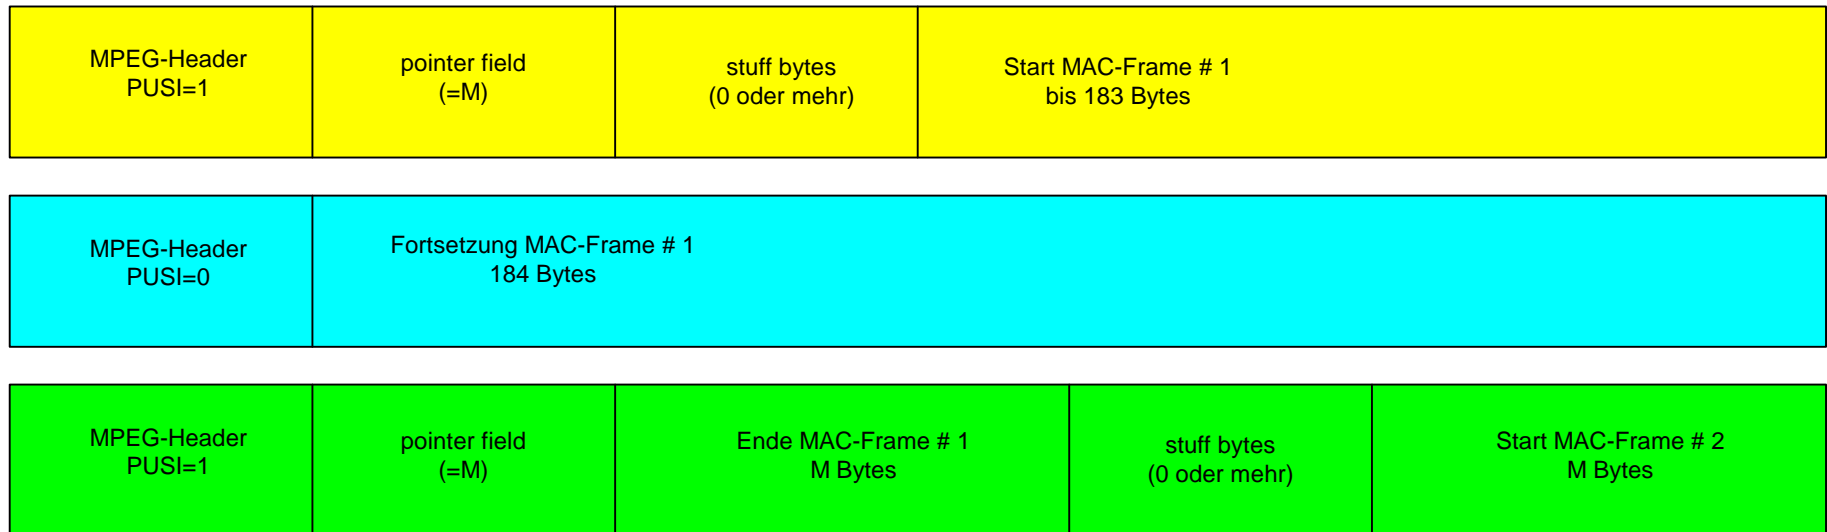 MPEG-Header
PUSI=1
pointer field
(=M)
stuff bytes
(0 oder mehr)
Start MAC-Frame # 1
bis 183 Bytes
MPEG-Header
PUSI=0
Fortsetzung MAC-Frame # 1
184 Bytes
MPEG-Header
PUSI=1
pointer field
(=M)
Ende MAC-Frame # 1
M Bytes
stuff bytes
(0 oder mehr)
Start MAC-Frame # 2
M Bytes